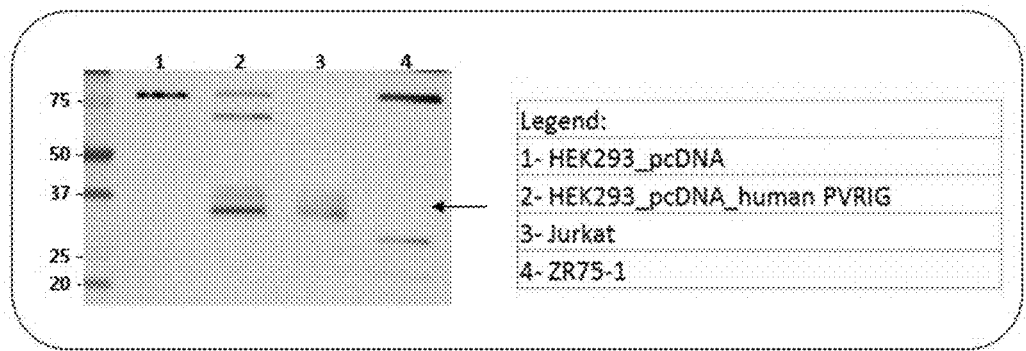 1 2 3 4
75 -
50 -
37 -
25 -
20 -
Legend:
1- HEK293_pcDNA
2- HEK293_pcDNA_human PVRIG
3- Jurkat
4- ZR75-1